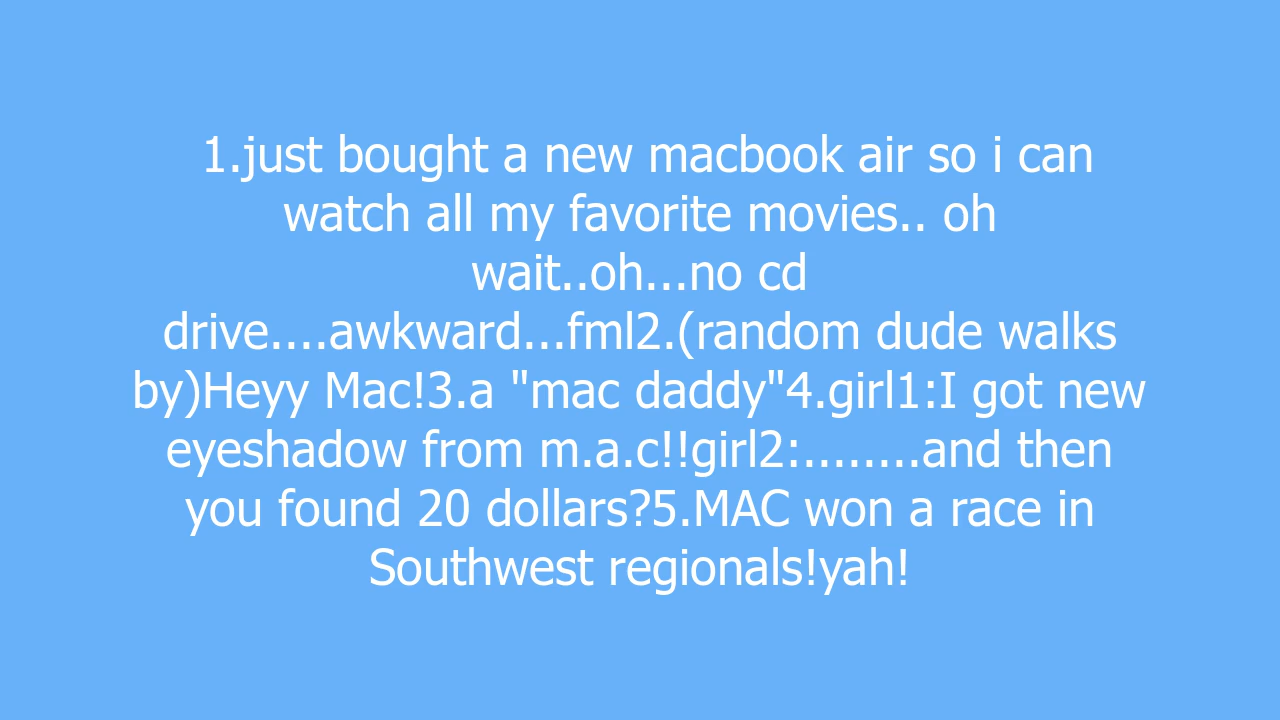 1.just bought a new macbook air so i can
watch all my favorite movies.. oh
wait..oh...no cd
drive....awkward...fml2.(random dude walks
by)Heyy Mac!3.a "mac daddy"4.girl1:I got new
eyeshadow from m.a.c!!girl2:........and then
you found 20 dollars?5.MAC won a race in
Southwest regionals!yah!